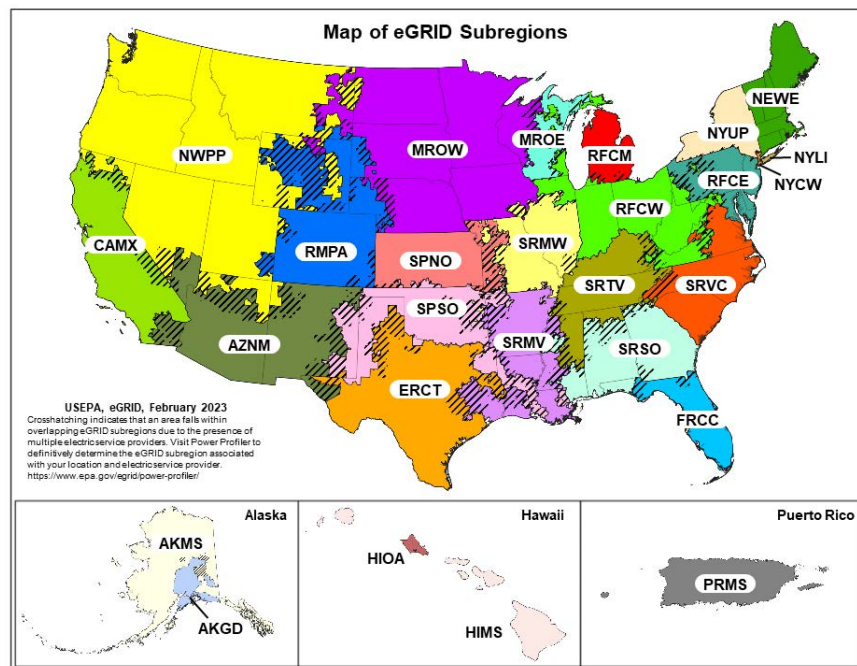 Map of eGRID Subregions
NEWE
NYUP
MROE
NWPP
MROW
RFCM
NYLI
RFCE
NYCW
RFCW
CAMX
SRMW
RMPA
SPNO
SRTV
SRVC
SPSO
AZNM
SRMV
SRSO
ERCT
FRCC
USEPA, eGRID, February 2023
Crosshatching indicates that an area falls within
overlapping eGRID subregions due to the presence of
multiple electric service providers. Visit Power Profiler to
definitively determine the eGRID subregion associated
with your location and electric service provider.
https://www.epa.gov/egrid/power-profiler/
Alaska
AKMS
AKGD
Hawaii
HIOA
HIMS
Puerto Rico
PRMS